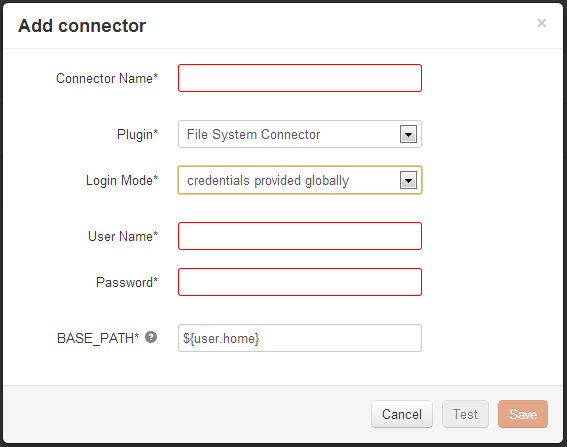 Add connector ×
Connector Name*
Plugin* File System Connector
Login Mode* credentials provided globally
User Name*
Password*
BASE_PATH* ? ${user.home}
Cancel Test Save